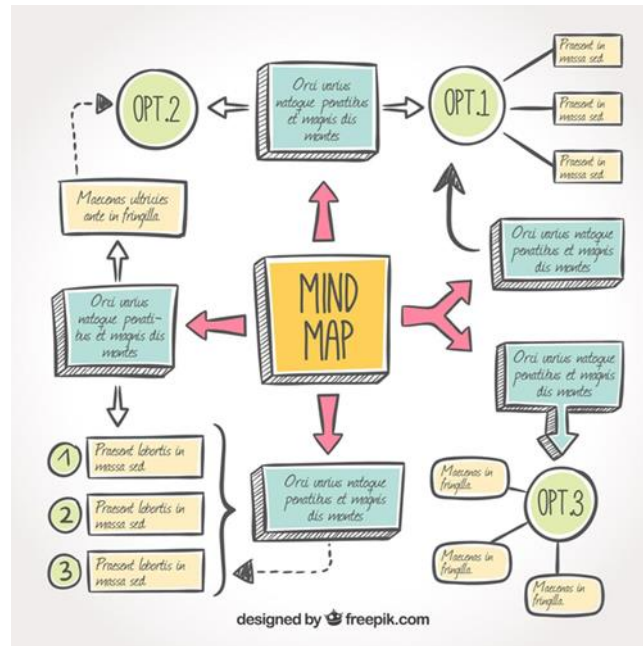 Orci varius
natoque penatibus
et magnis dis
montes
OPT.2
OPT.1
Praesent in
massa sed
Praesent in
massa sed
Praesent in
massa sed
Maecenas ultricies
ante in fringilla.
Orci varius natoque
penatibus et magnis
dis montes
MIND
MAP
Orci varius
natoque penati-
bus et magnis dis
montes
Orci varius natoque
penatibus et magnis
dis montes
1
Praesent lobortis in
massa sed
2
Praesent lobortis in
massa sed
3
Praesent lobortis in
massa sed
Orci varius natoque
penatibus et magnis
dis montes
Maecenas in
fringilla.
OPT.3
Maecenas in
fringilla
Maecenas in
fringilla.
designed by freepik.com